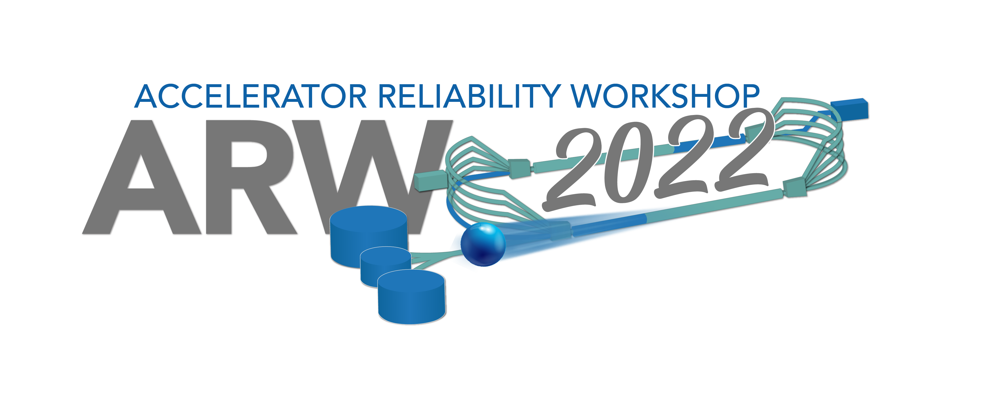 ACCELERATOR RELIABILITY WORKSHOP
ARW 2022